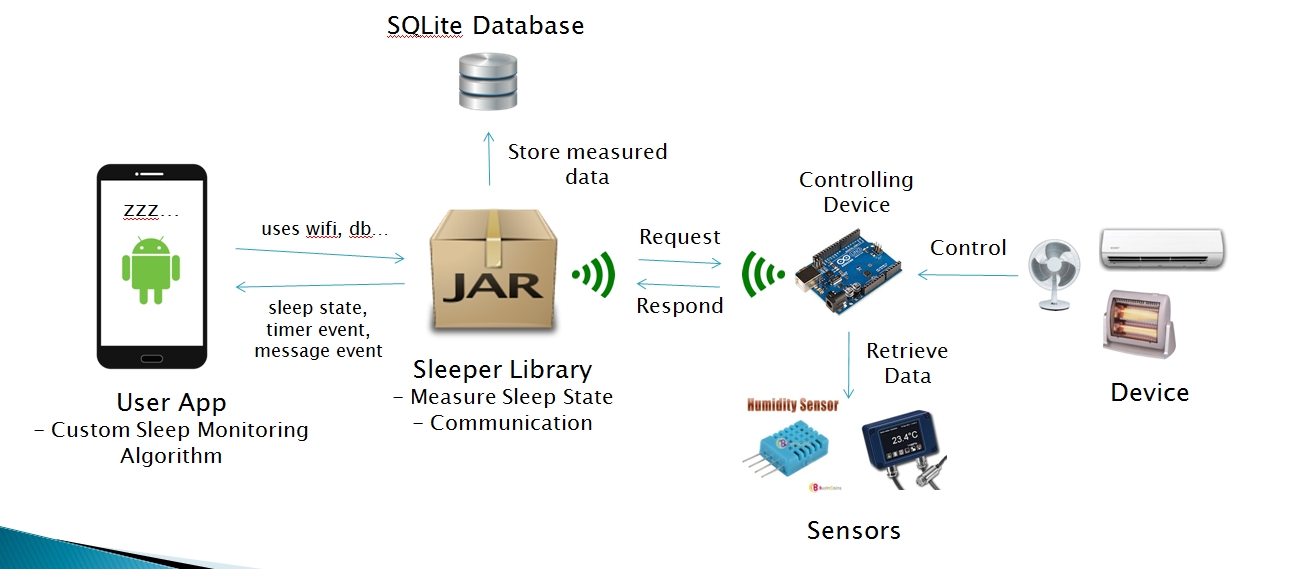 SQLite Database
Store measured
data
Controlling
Device
zzz...
uses wifi, db...
Request
Control
JAR
Respond
sleep state,
timer event,
message event
Retrieve
Data
Sleeper Library
- Measure Sleep State
- Communication
Device
User App
- Custom Sleep Monitoring
Algorithm
Humidity Sensor
23.4°C
Sensors